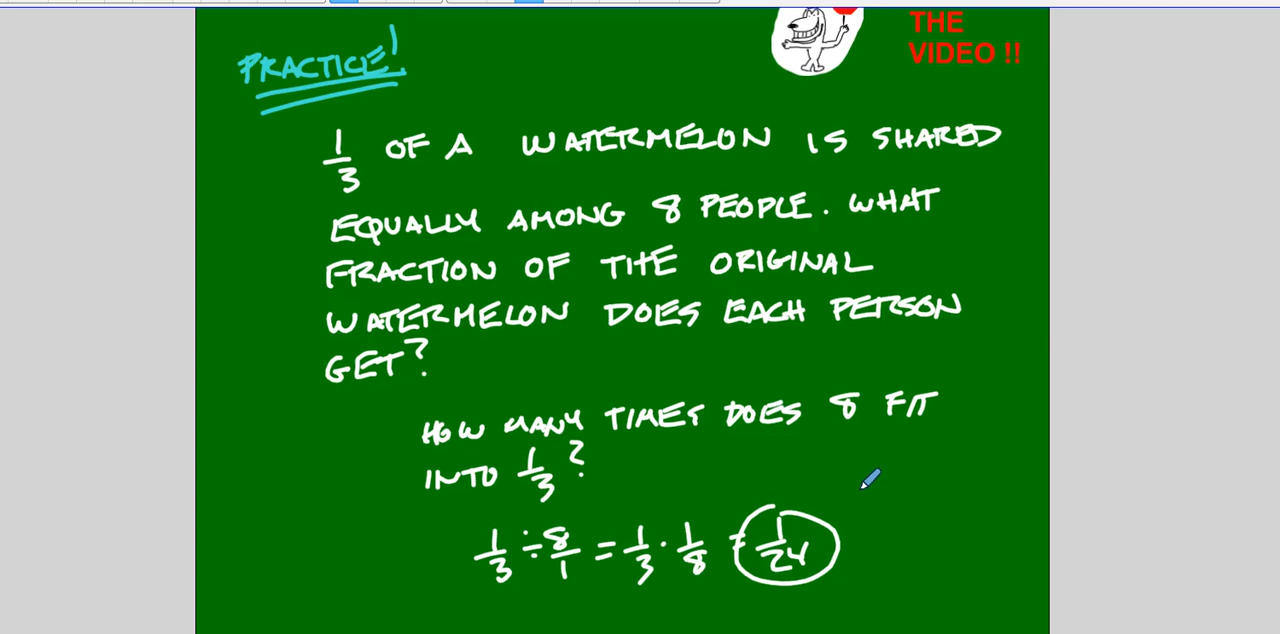 THE
VIDEO !!
PRACTICE!
1/3 OF A WATERMELON IS SHARED
EQUALLY AMONG 8 PEOPLE. WHAT
FRACTION OF THE ORIGINAL
WATERMELON DOES EACH PERSON
GET?
HOW MANY TIMES DOES 8 FIT
INTO 1/3?
1/3 ÷ 8/1 = 1/3 · 1/8 = 1/24